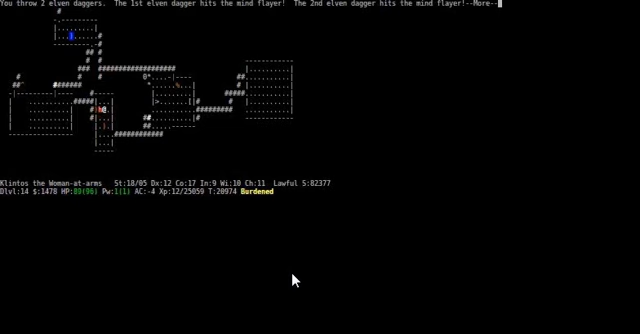 You throw 2 elven daggers.  The 1st elven dagger hits the mind flayer!  The 2nd elven dagger hits the mind flayer!--More--
Klintos the Woman-at-arms   St:18/05 Dx:12 Co:17 In:9 Wi:10 Ch:11  Lawful S:82377
Dlvl:14 $:1478 HP:89(96) Pw:1(1) AC:-4 Xp:12/25059 T:20974 Burdened